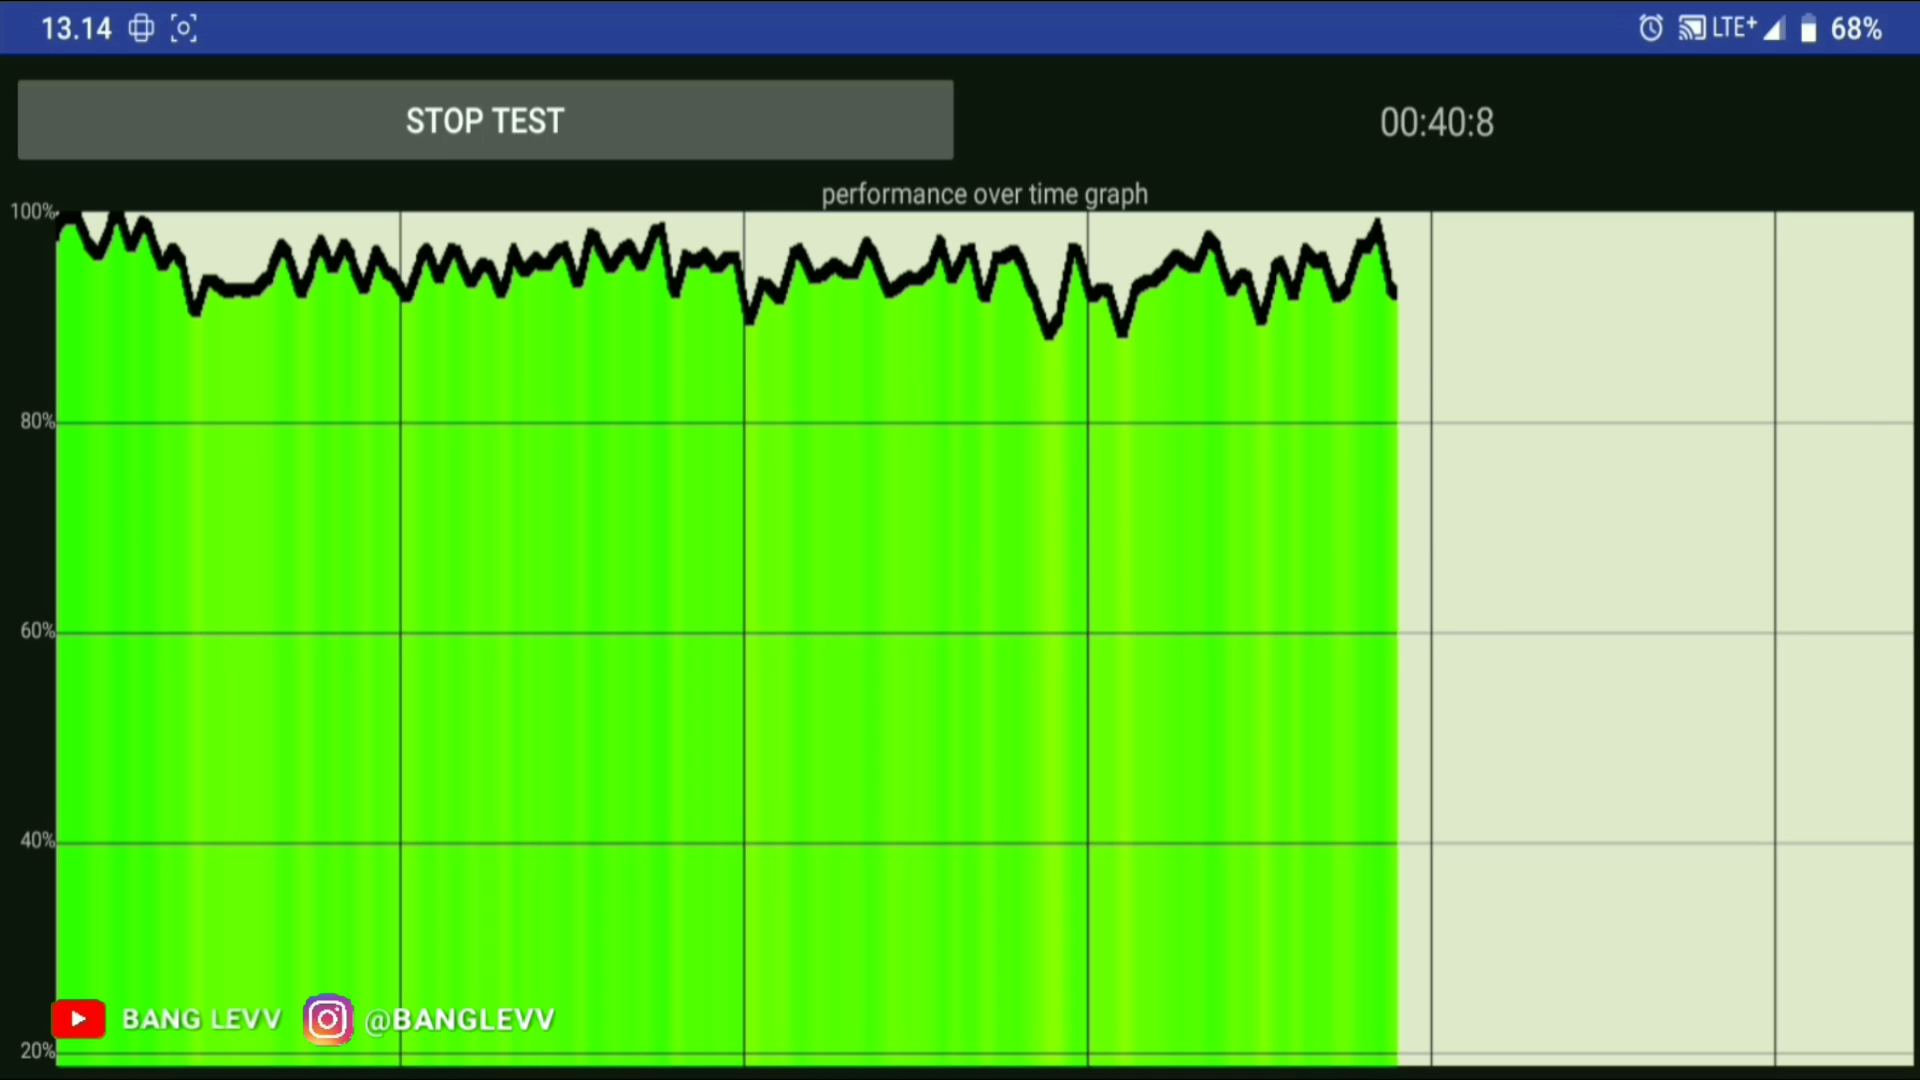 13.14 LTE+ 68%
STOP TEST 00:40:8
performance over time graph
100%
80%
60%
40%
20%
BANG LEVV @BANGLEVV